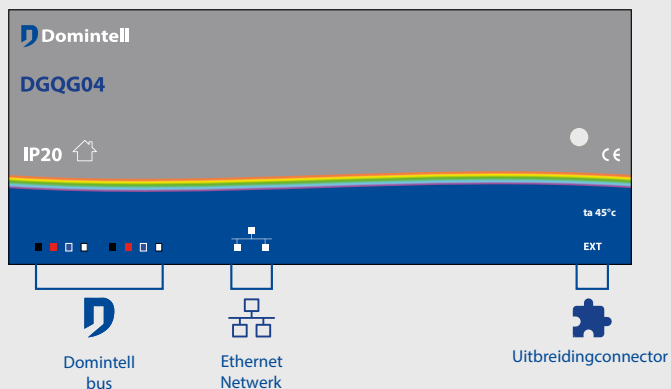 Domintell
DGQG04
IP20
CE
ta 45°c
EXT
Domintell
bus
Ethernet
Netwerk
Uitbreidingconnector